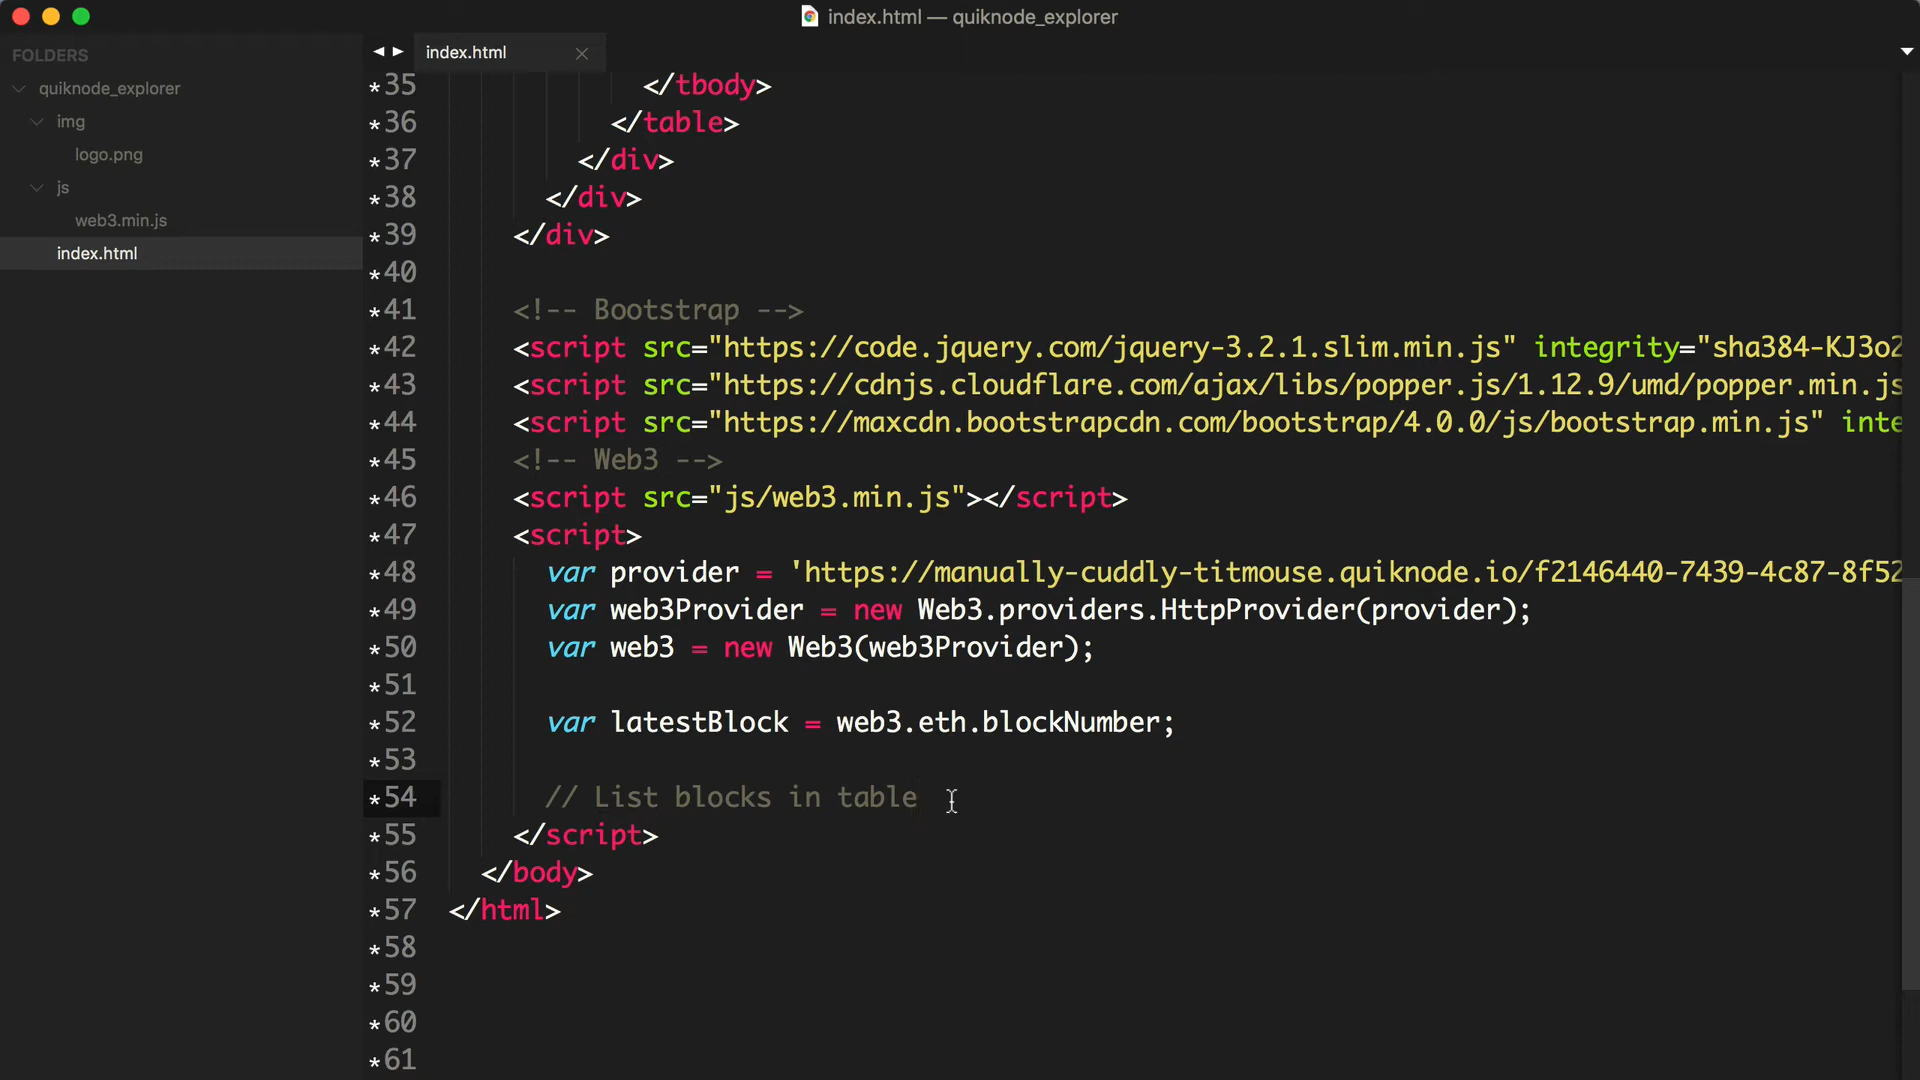 index.html — quiknode_explorer
FOLDERS
quiknode_explorer
img
logo.png
js
web3.min.js
index.html
index.html
*35 </tbody>
*36 </table>
*37 </div>
*38 </div>
*39 </div>
*40
*41 <!-- Bootstrap -->
*42 <script src="https://code.jquery.com/jquery-3.2.1.slim.min.js" integrity="sha384-KJ3o2
*43 <script src="https://cdnjs.cloudflare.com/ajax/libs/popper.js/1.12.9/umd/popper.min.js
*44 <script src="https://maxcdn.bootstrapcdn.com/bootstrap/4.0.0/js/bootstrap.min.js" inte
*45 <!-- Web3 -->
*46 <script src="js/web3.min.js"></script>
*47 <script>
*48 var provider = 'https://manually-cuddly-titmouse.quiknode.io/f2146440-7439-4c87-8f52
*49 var web3Provider = new Web3.providers.HttpProvider(provider);
*50 var web3 = new Web3(web3Provider);
*51
*52 var latestBlock = web3.eth.blockNumber;
*53
*54 // List blocks in table
*55 </script>
*56 </body>
*57 </html>
*58
*59
*60
*61